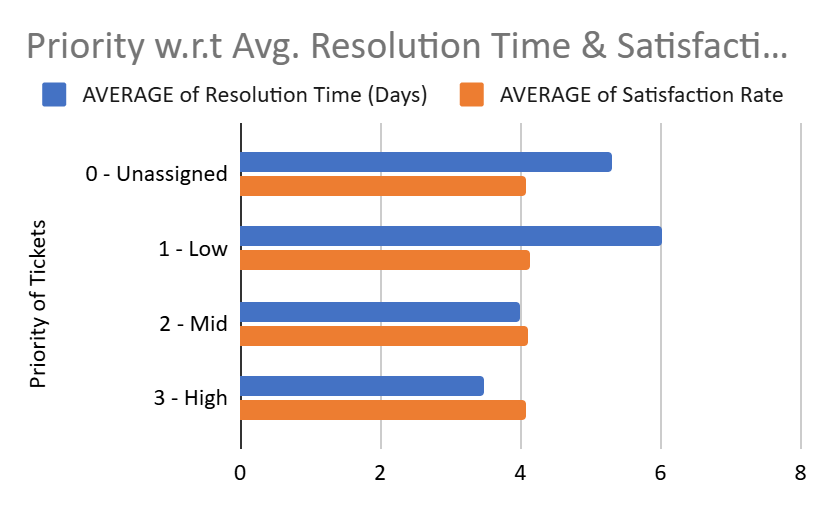 Priority w.r.t Avg. Resolution Time & Satisfacti...
AVERAGE of Resolution Time (Days)
AVERAGE of Satisfaction Rate
Priority of Tickets
0 - Unassigned
1 - Low
2 - Mid
3 - High
0 2 4 6 8